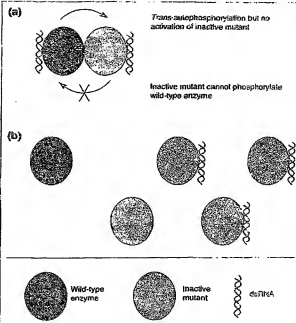 (a)
Trans-autophosphorylation but no
activation of inactive mutant
Inactive mutant cannot phosphorylate
wild-type enzyme
(b)
Wild-type
enzyme
Inactive
mutant
dsRNA